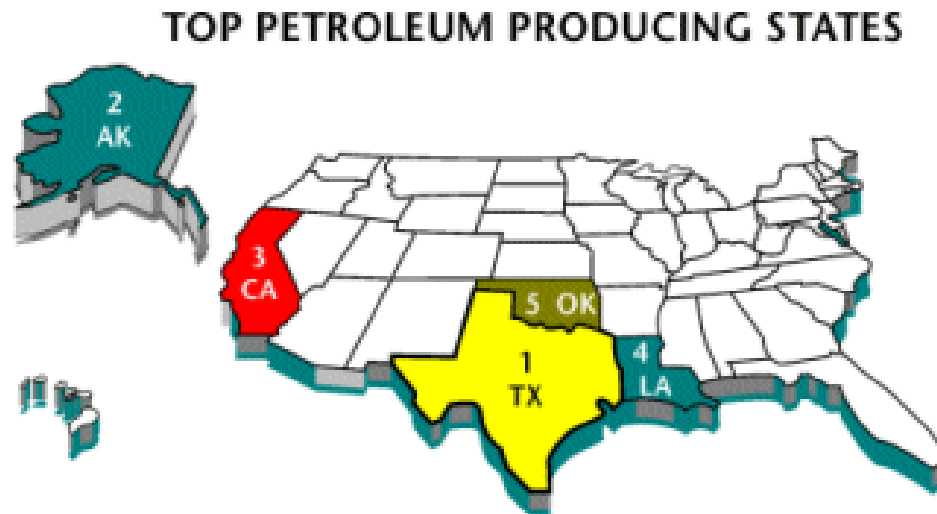 TOP PETROLEUM PRODUCING STATES
2
AK
3
CA
5 OK
1
TX
4
LA